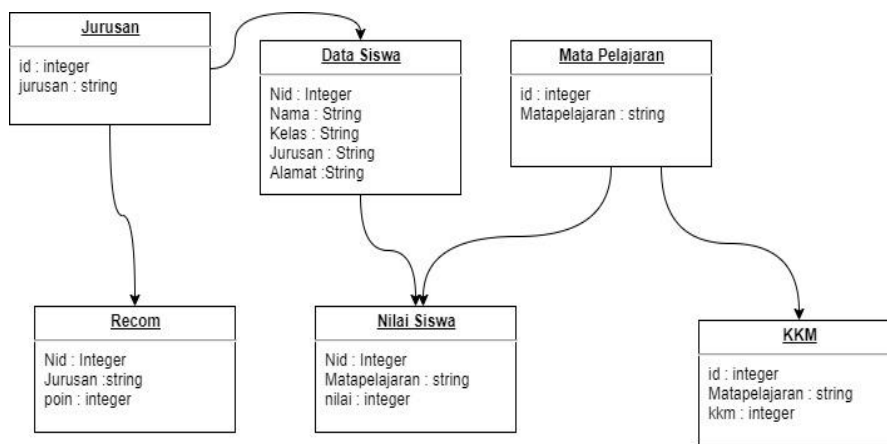 Jurusan
id : integer
jurusan : string
Data Siswa
Nid : Integer
Nama : String
Kelas : String
Jurusan : String
Alamat :String
Mata Pelajaran
id : integer
Matapelajaran : string
Recom
Nid : Integer
Jurusan :string
poin : integer
Nilai Siswa
Nid : Integer
Matapelajaran : string
nilai : integer
KKM
id : integer
Matapelajaran : string
kkm : integer